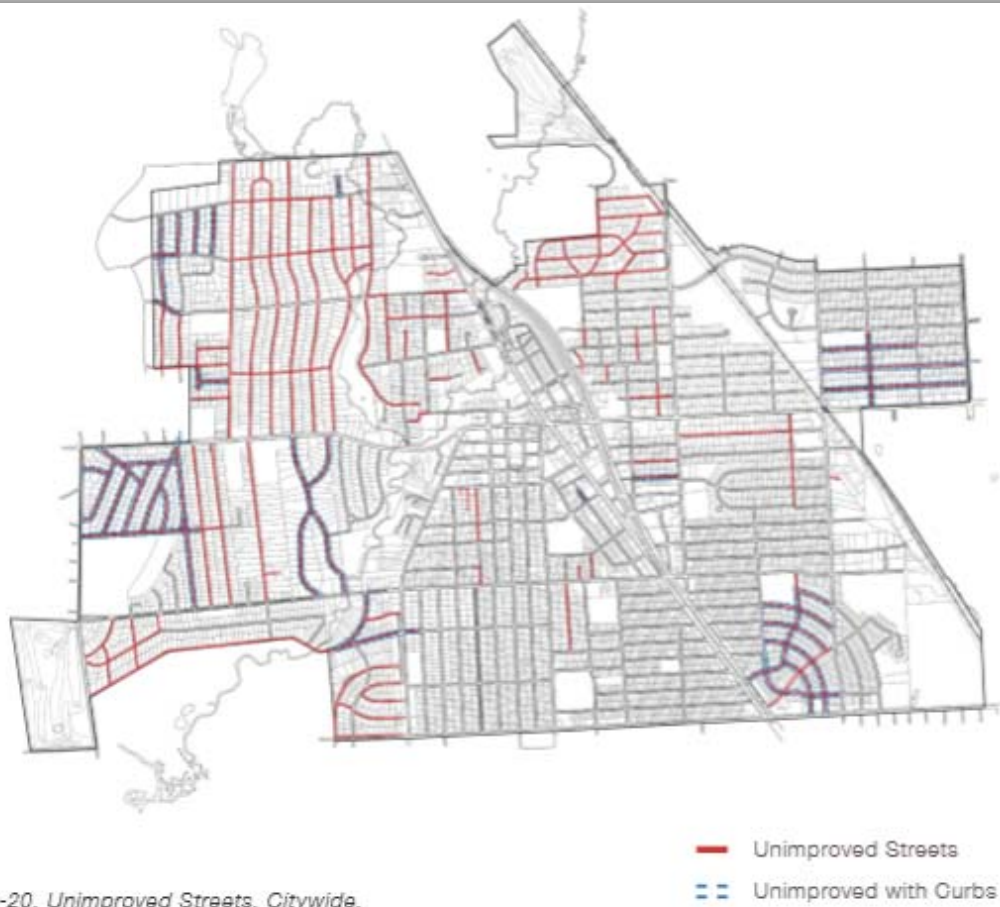 Unimproved Streets
Unimproved with Curbs
-20. Unimproved Streets, Citywide.